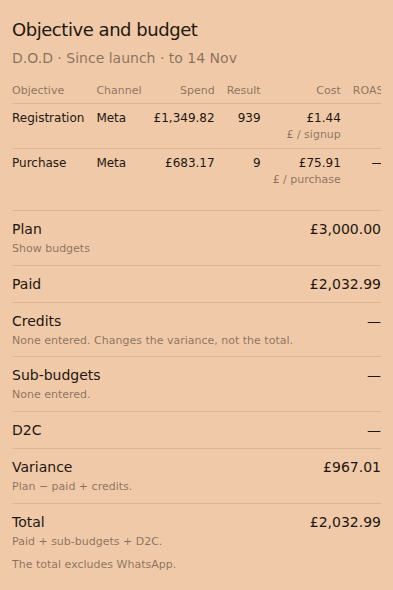 Objective and budget
D.O.D · Since launch · to 14 Nov
Objective Channel Spend Result Cost ROAS
Registration Meta £1,349.82 939 £1.44
£ / signup
Purchase Meta £683.17 9 £75.91 —
£ / purchase
Plan £3,000.00
Show budgets
Paid £2,032.99
Credits —
None entered. Changes the variance, not the total.
Sub-budgets —
None entered.
D2C —
Variance £967.01
Plan − paid + credits.
Total £2,032.99
Paid + sub-budgets + D2C.
The total excludes WhatsApp.